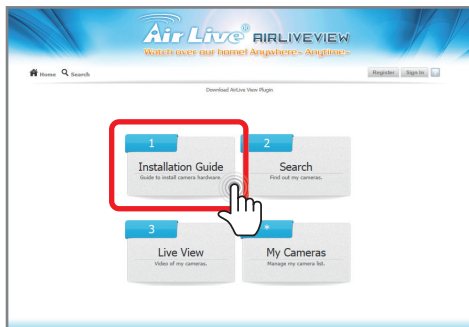 Air Live® AIRLIVEVIEW
Watch over our home! Anywhere~ Anytime~
Home Search Register Sign In
Download AirLive View Plugin
1
Installation Guide
Guide to install camera hardware.
2
Search
Find out my cameras.
3
Live View
Video of my cameras.
*
My Cameras
Manage my camera list.